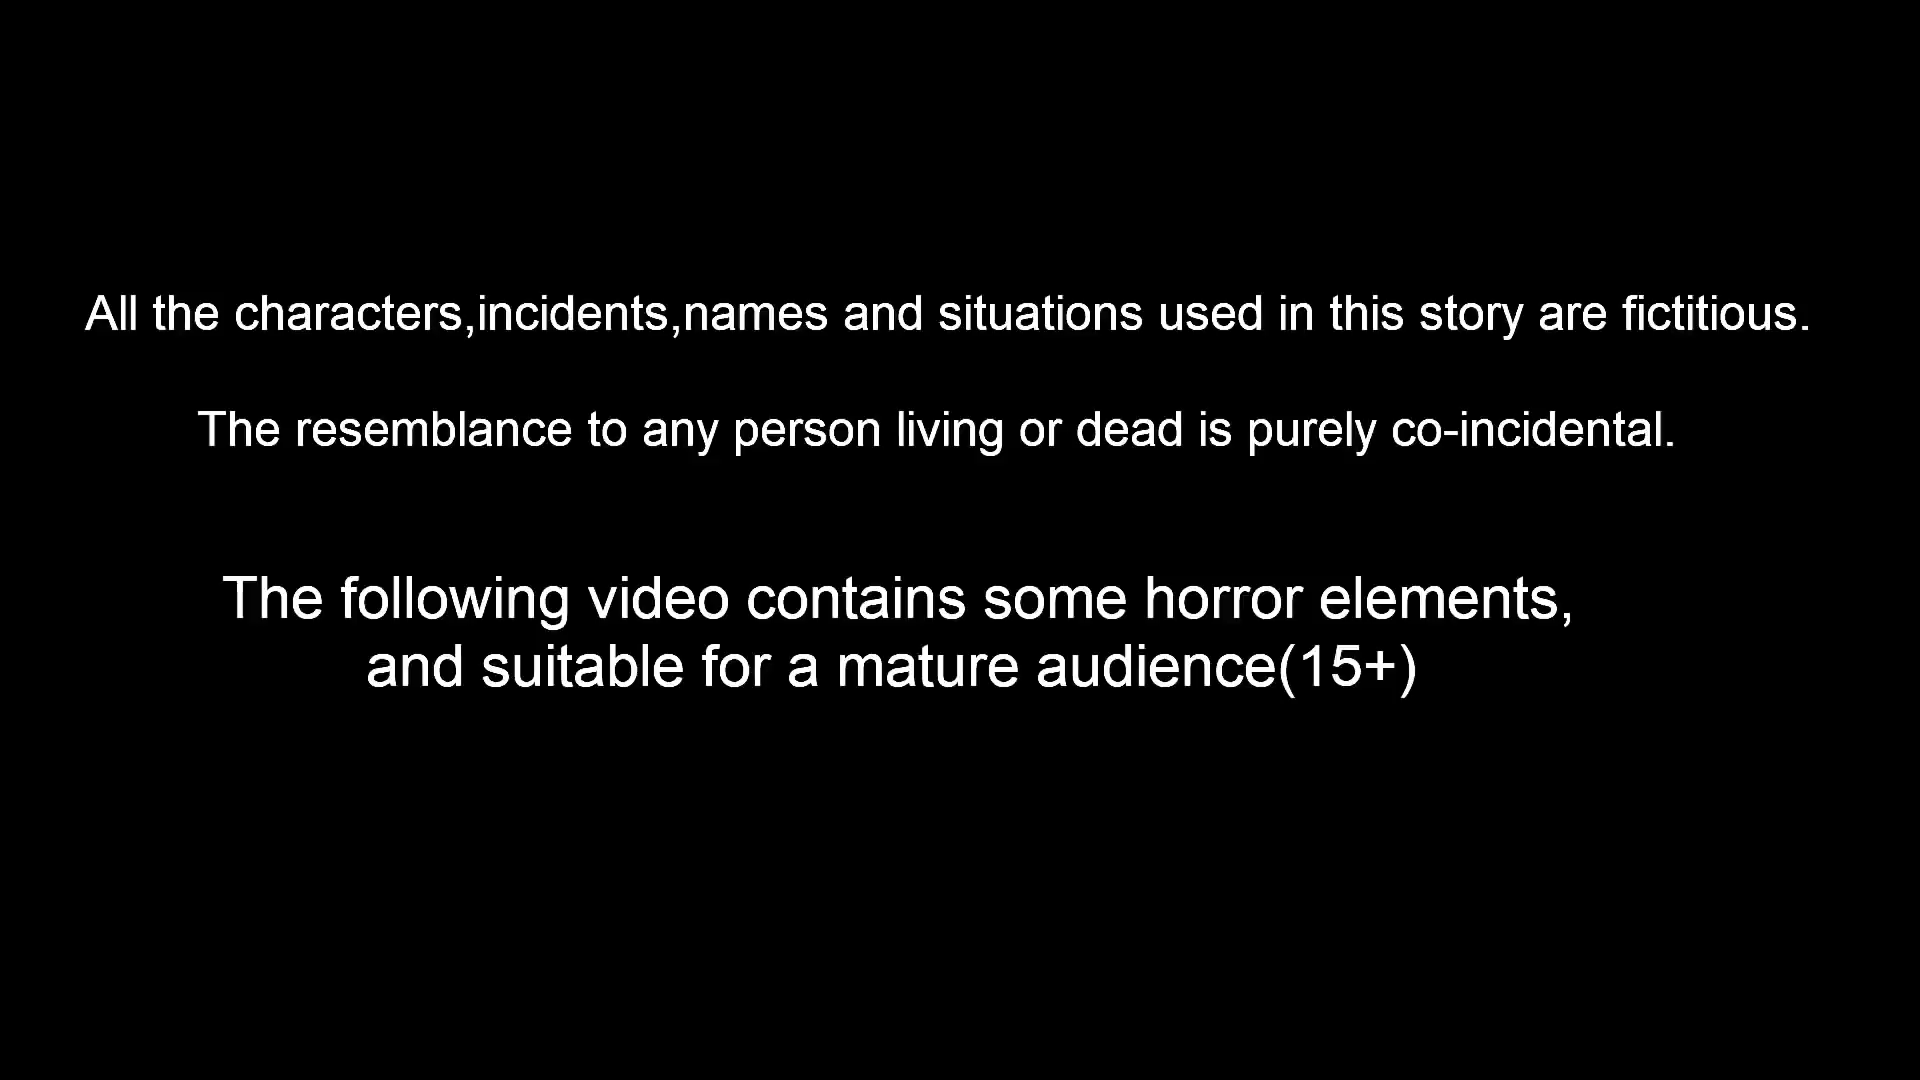 All the characters,incidents,names and situations used in this story are fictitious.
The resemblance to any person living or dead is purely co-incidental.
The following video contains some horror elements,
and suitable for a mature audience(15+)